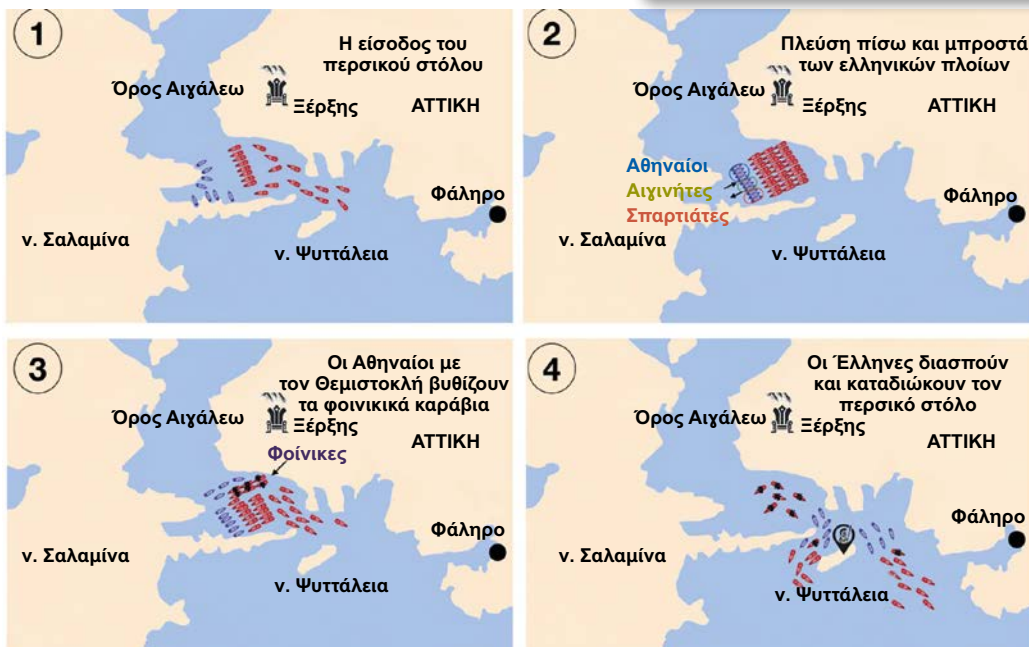 1
Η είσοδος του
περσικού στόλου
Όρος Αιγάλεω
Ξέρξης
ΑΤΤΙΚΗ
Φάληρο
ν. Σαλαμίνα
ν. Ψυττάλεια
2
Πλεύση πίσω και μπροστά
των ελληνικών πλοίων
Όρος Αιγάλεω
Ξέρξης
ΑΤΤΙΚΗ
Αθηναίοι
Αιγινήτες
Σπαρτιάτες
Φάληρο
ν. Σαλαμίνα
ν. Ψυττάλεια
3
Οι Αθηναίοι με
τον Θεμιστοκλή βυθίζουν
τα φοινικικά καράβια
Όρος Αιγάλεω
Ξέρξης
ΑΤΤΙΚΗ
Φοίνικες
Φάληρο
ν. Σαλαμίνα
ν. Ψυττάλεια
4
Οι Έλληνες διασπούν
και καταδιώκουν τον
περσικό στόλο
Όρος Αιγάλεω
Ξέρξης
ΑΤΤΙΚΗ
Φάληρο
ν. Σαλαμίνα
ν. Ψυττάλεια